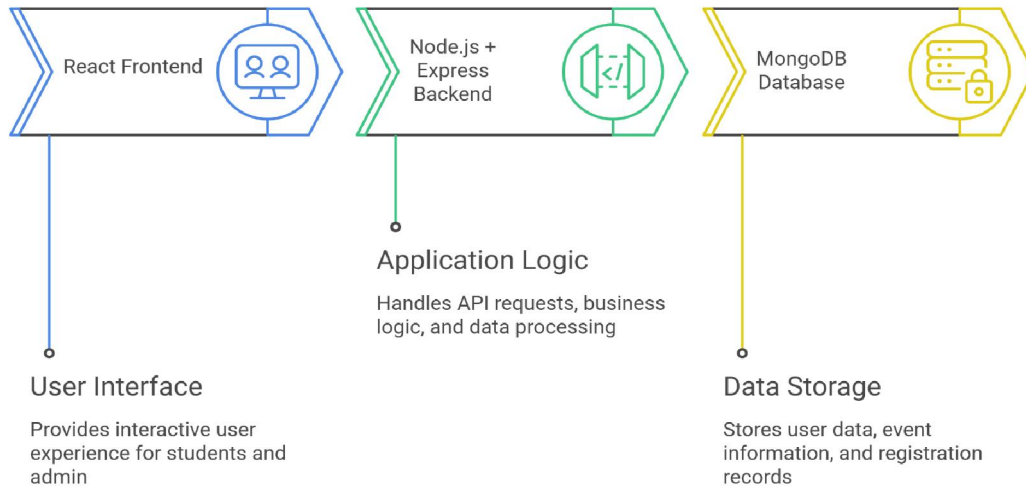 React Frontend
Node.js +
Express
Backend
</>
MongoDB
Database
Application Logic
Handles API requests, business
logic, and data processing
User Interface
Provides interactive user
experience for students and
admin
Data Storage
Stores user data, event
information, and registration
records